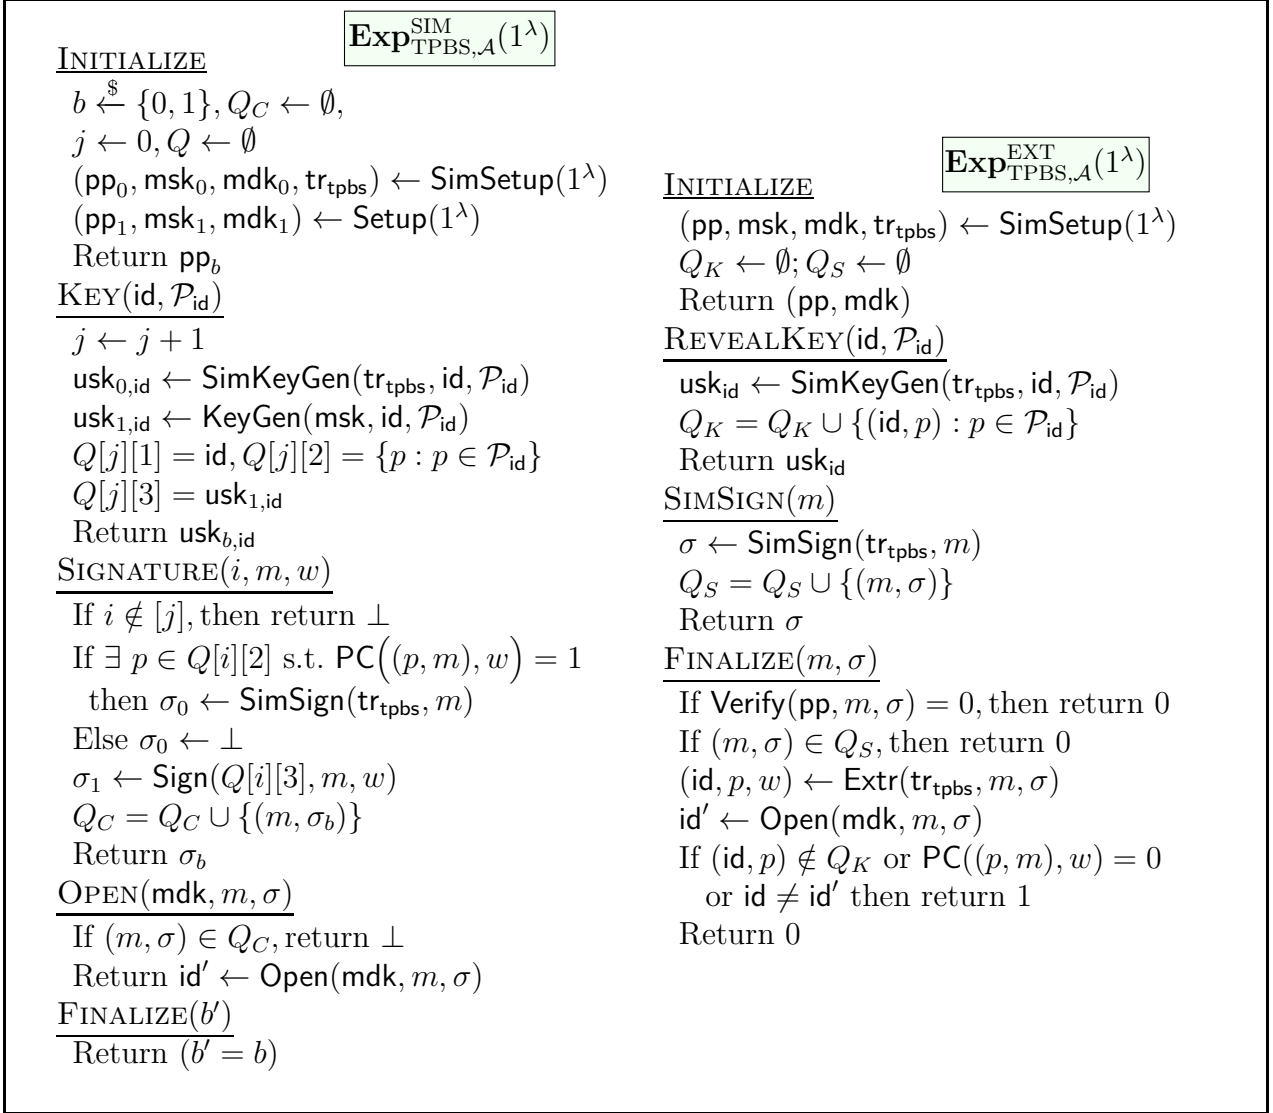 Exp^SIM_TPBS,𝒜(1^λ)
INITIALIZE
b ←$ {0, 1}, Q_C ← ∅,
j ← 0, Q ← ∅
(pp_0, msk_0, mdk_0, tr_tpbs) ← SimSetup(1^λ)
(pp_1, msk_1, mdk_1) ← Setup(1^λ)
Return pp_b
KEY(id, 𝒫_id)
j ← j + 1
usk_0,id ← SimKeyGen(tr_tpbs, id, 𝒫_id)
usk_1,id ← KeyGen(msk, id, 𝒫_id)
Q[j][1] = id, Q[j][2] = {p : p ∈ 𝒫_id}
Q[j][3] = usk_1,id
Return usk_b,id
SIGNATURE(i, m, w)
If i ∉ [j], then return ⊥
If ∃ p ∈ Q[i][2] s.t. PC((p, m), w) = 1
then σ_0 ← SimSign(tr_tpbs, m)
Else σ_0 ← ⊥
σ_1 ← Sign(Q[i][3], m, w)
Q_C = Q_C ∪ {(m, σ_b)}
Return σ_b
OPEN(mdk, m, σ)
If (m, σ) ∈ Q_C, return ⊥
Return id′ ← Open(mdk, m, σ)
FINALIZE(b′)
Return (b′ = b)
Exp^EXT_TPBS,𝒜(1^λ)
INITIALIZE
(pp, msk, mdk, tr_tpbs) ← SimSetup(1^λ)
Q_K ← ∅; Q_S ← ∅
Return (pp, mdk)
REVEALKEY(id, 𝒫_id)
usk_id ← SimKeyGen(tr_tpbs, id, 𝒫_id)
Q_K = Q_K ∪ {(id, p) : p ∈ 𝒫_id}
Return usk_id
SIMSIGN(m)
σ ← SimSign(tr_tpbs, m)
Q_S = Q_S ∪ {(m, σ)}
Return σ
FINALIZE(m, σ)
If Verify(pp, m, σ) = 0, then return 0
If (m, σ) ∈ Q_S, then return 0
(id, p, w) ← Extr(tr_tpbs, m, σ)
id′ ← Open(mdk, m, σ)
If (id, p) ∉ Q_K or PC((p, m), w) = 0
or id ≠ id′ then return 1
Return 0